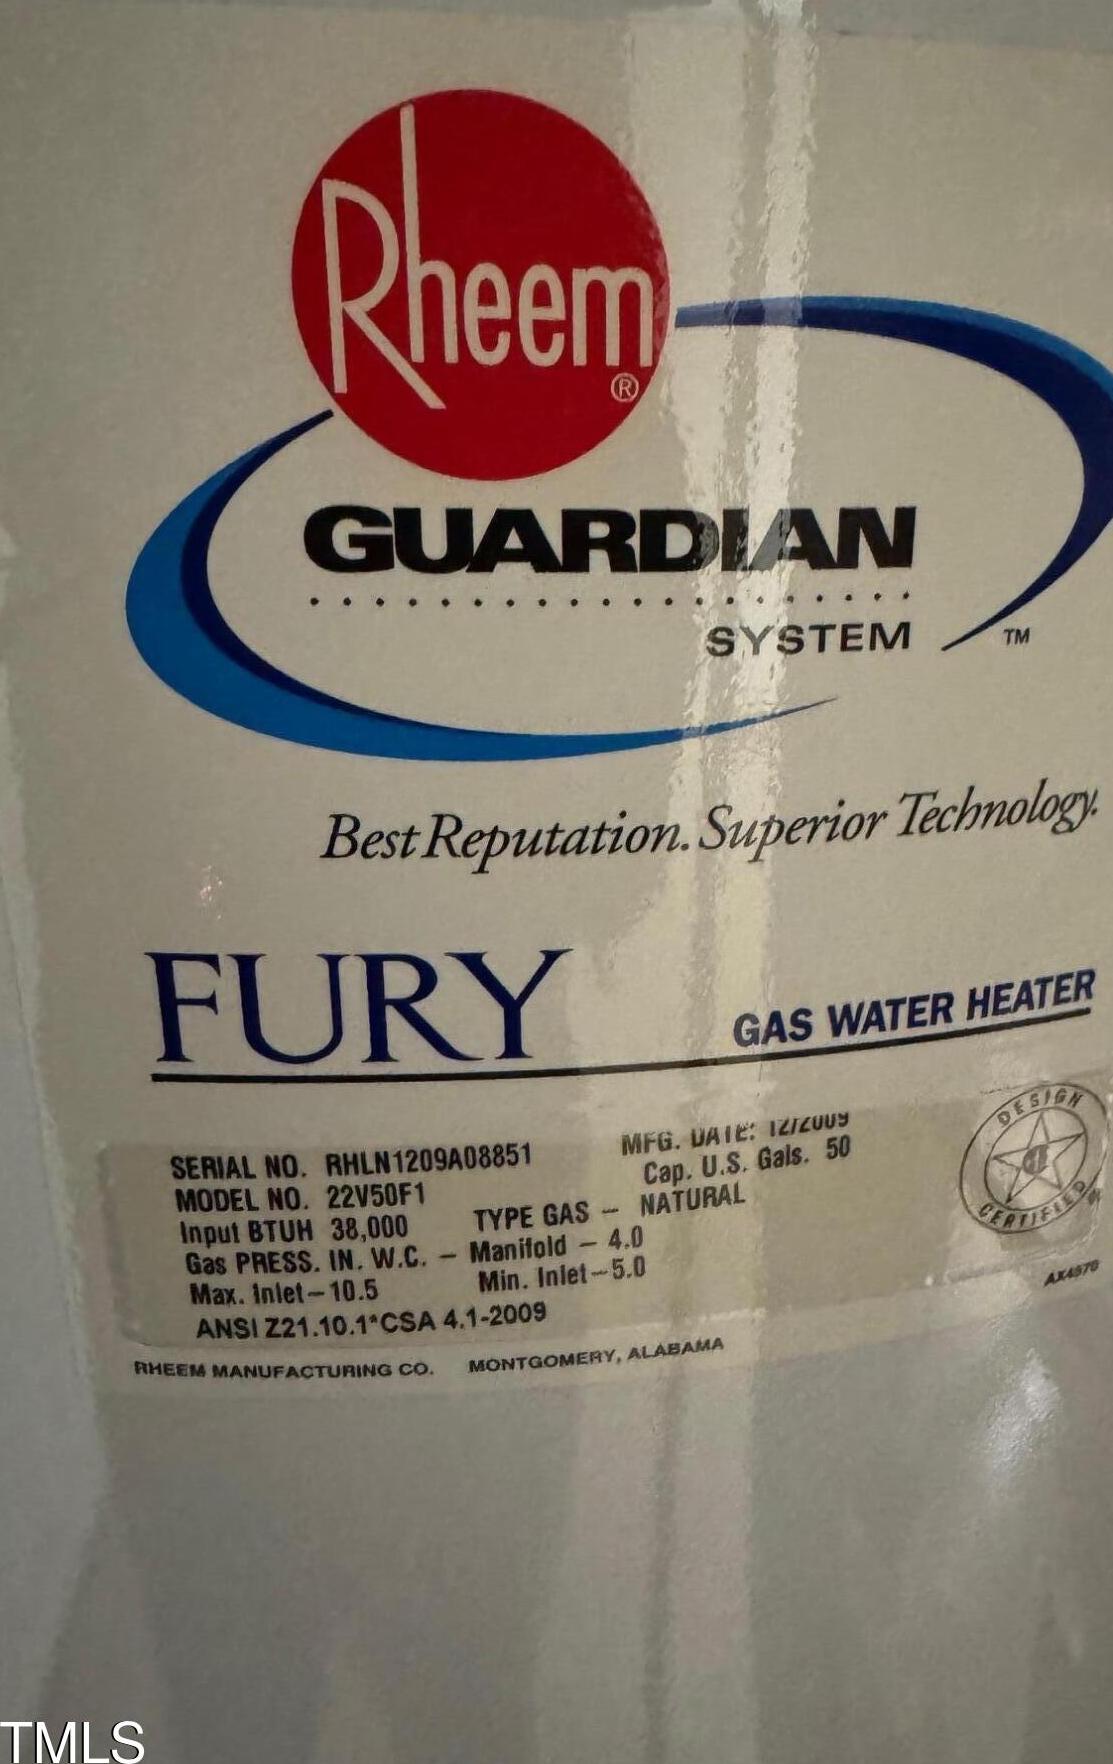 Rheem
®
GUARDIAN
SYSTEM
™
Best Reputation. Superior Technology.
FURY
GAS WATER HEATER
SERIAL NO. RHLN1209A08851
MFG. DATE: 12/2009
MODEL NO. 22V50F1
Cap. U.S. Gals. 50
Input BTUH 38,000
TYPE GAS – NATURAL
Gas PRESS. IN. W.C. – Manifold – 4.0
Max. Inlet–10.5
Min. Inlet–5.0
ANSI Z21.10.1*CSA 4.1-2009
DESIGN
CERTIFIED
RHEEM MANUFACTURING CO. MONTGOMERY, ALABAMA
TMLS